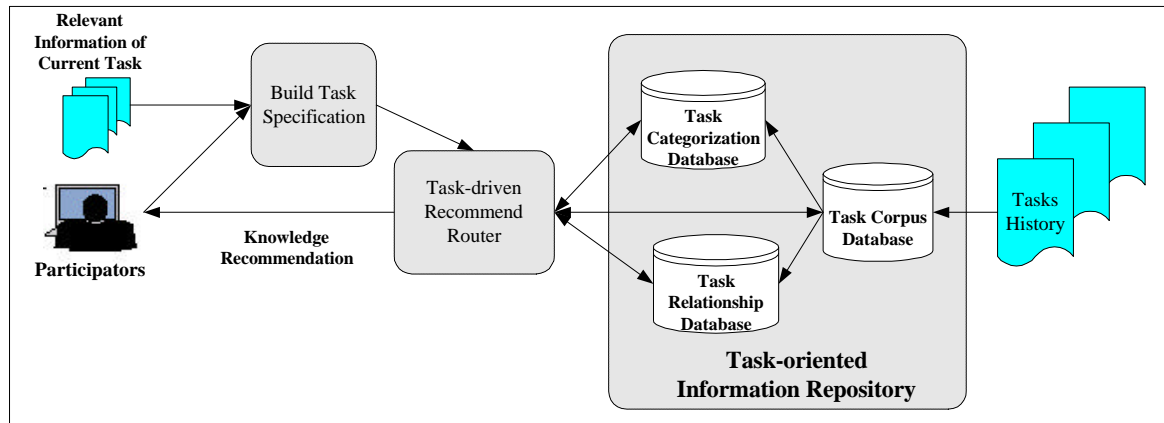 Relevant
Information of
Current Task
Build Task
Specification
Task-driven
Recommend
Router
Knowledge
Recommendation
Participators
Task
Categorization
Database
Task Corpus
Database
Task
Relationship
Database
Task-oriented
Information Repository
Tasks
History